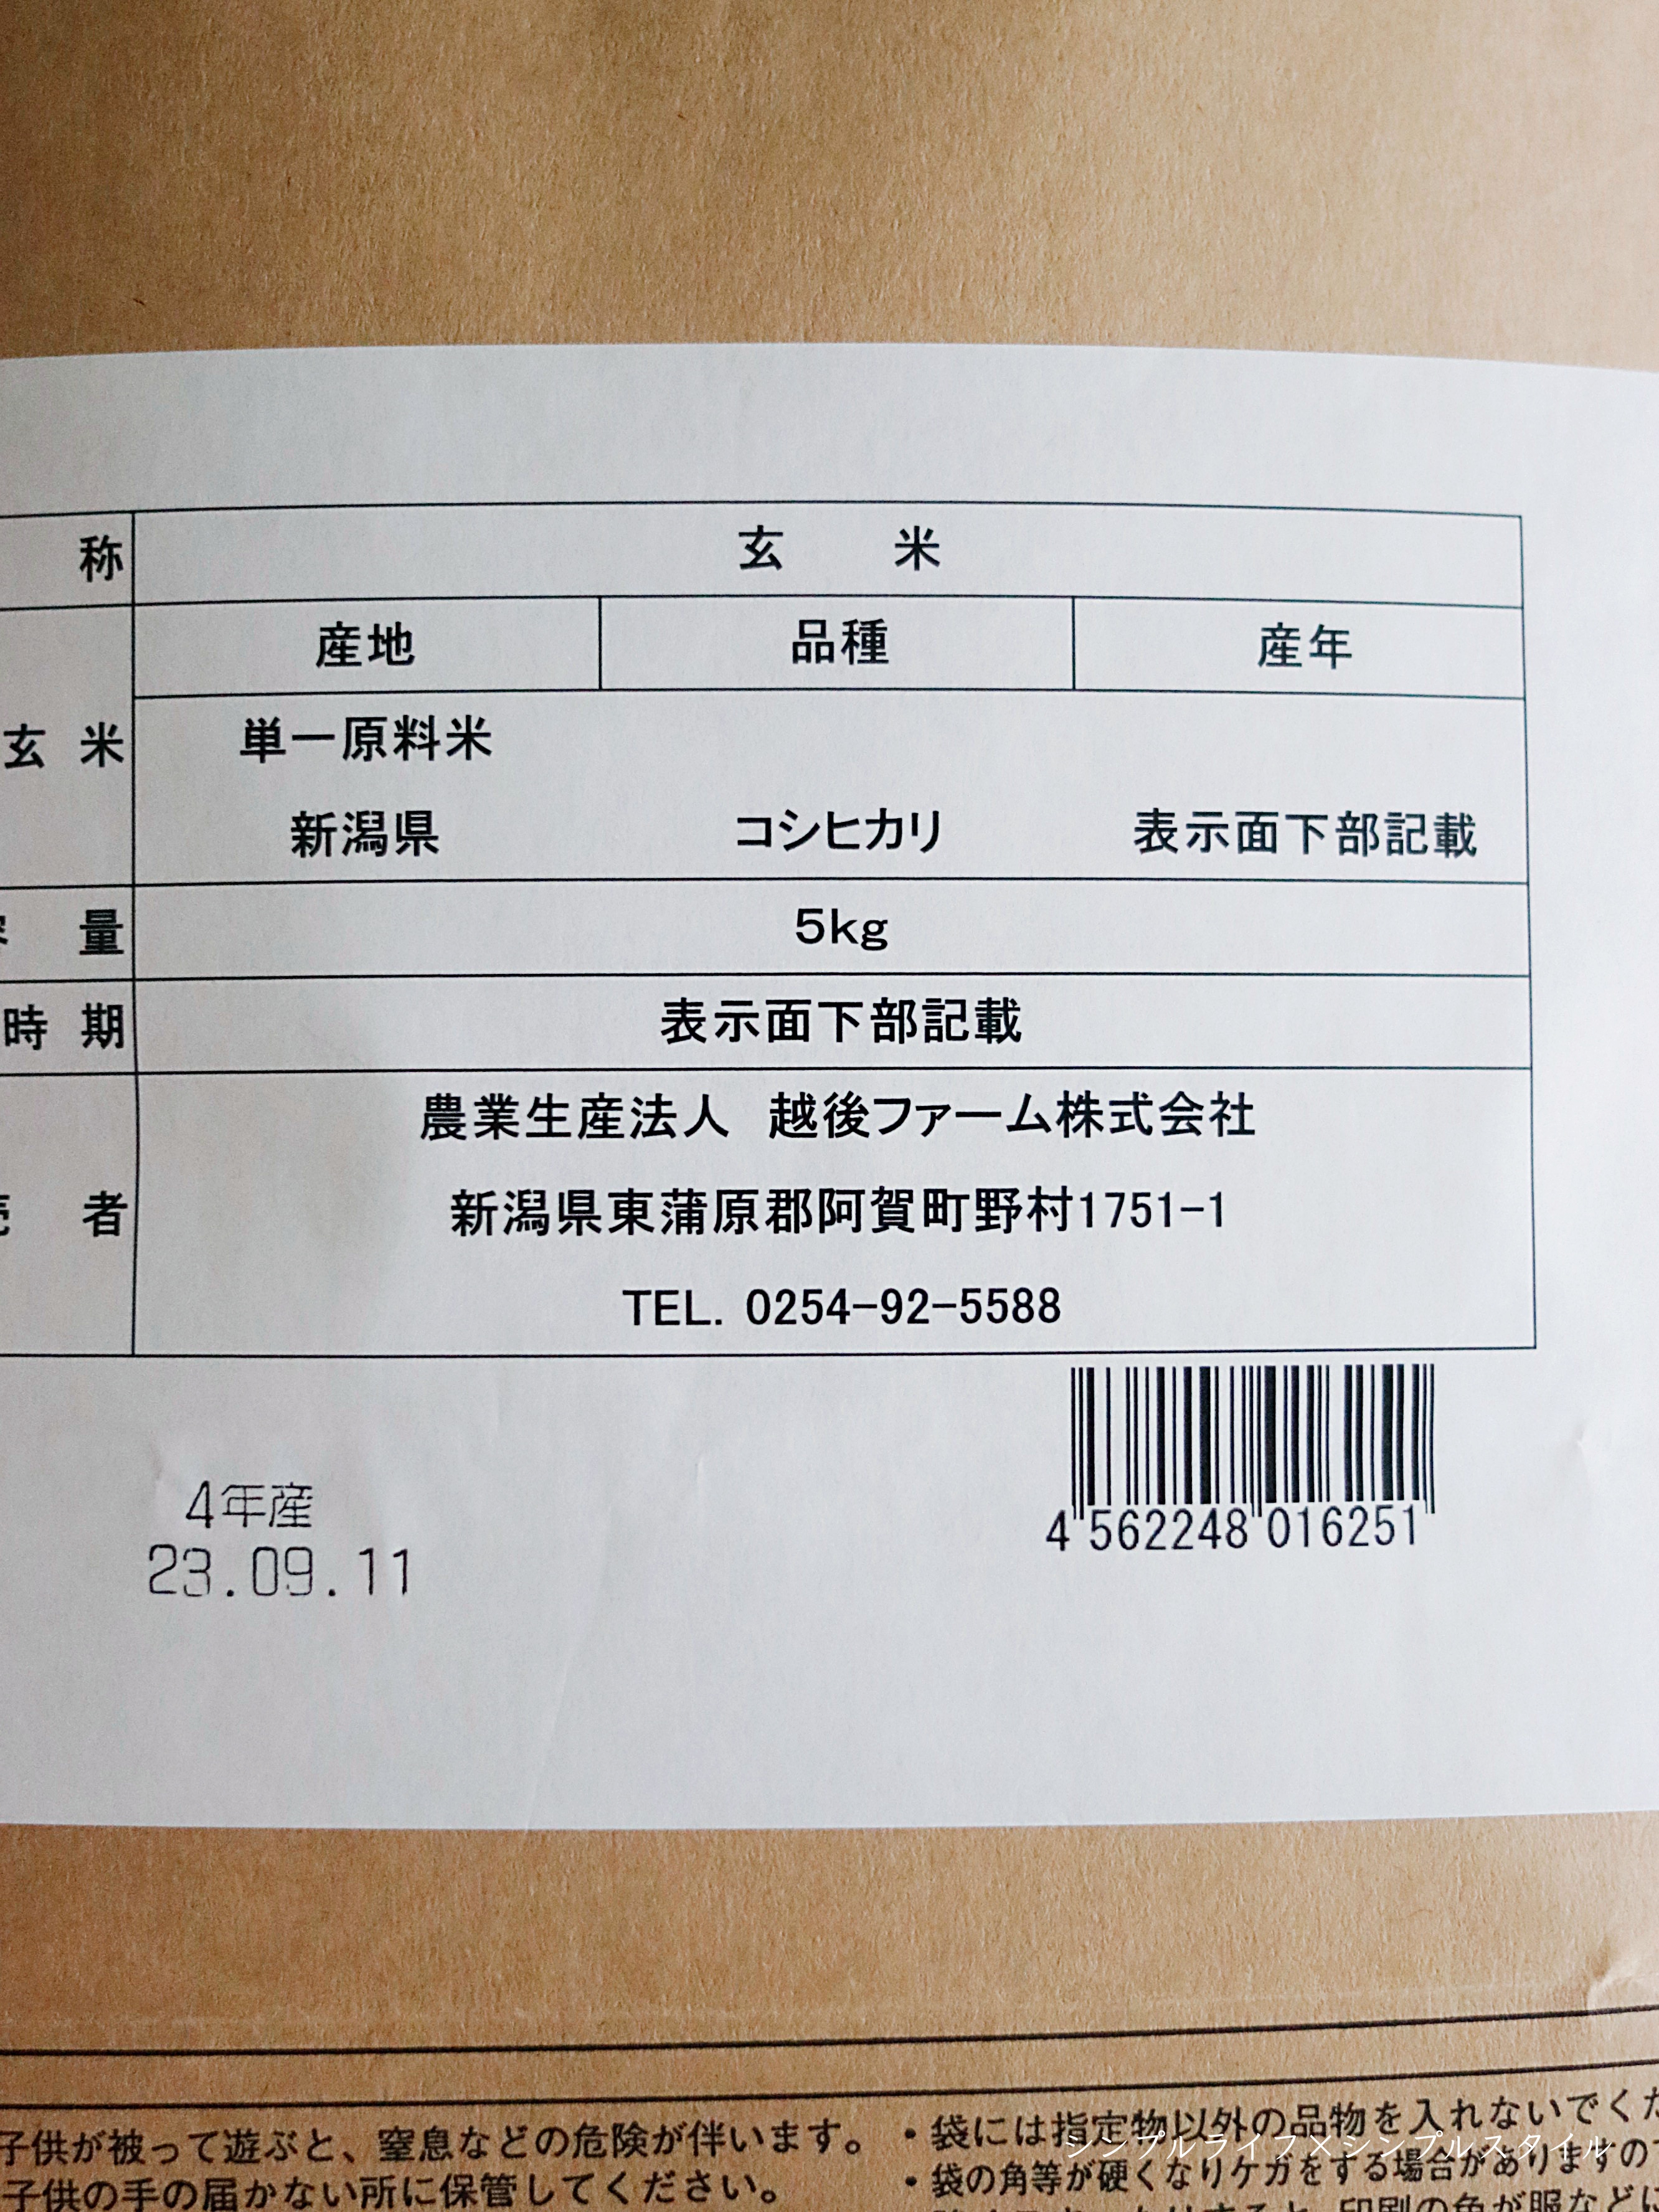 称 玄 米
産地 品種 産年
玄 米 単一原料米
新潟県 コシヒカリ 表示面下部記載
量 5kg
時 期 表示面下部記載
農業生産法人 越後ファーム株式会社
者 新潟県東蒲原郡阿賀町野村1751-1
TEL. 0254-92-5588
4年産
23.09.11
4 562248 016251
子供が被って遊ぶと、窒息などの危険が伴います。
子供の手の届かない所に保管してください。
・袋には指定物以外の品物を入れないでくだ
・袋の角等が硬くなりケガをする場合がありますので
シンプルライフ×シンプルスタイル